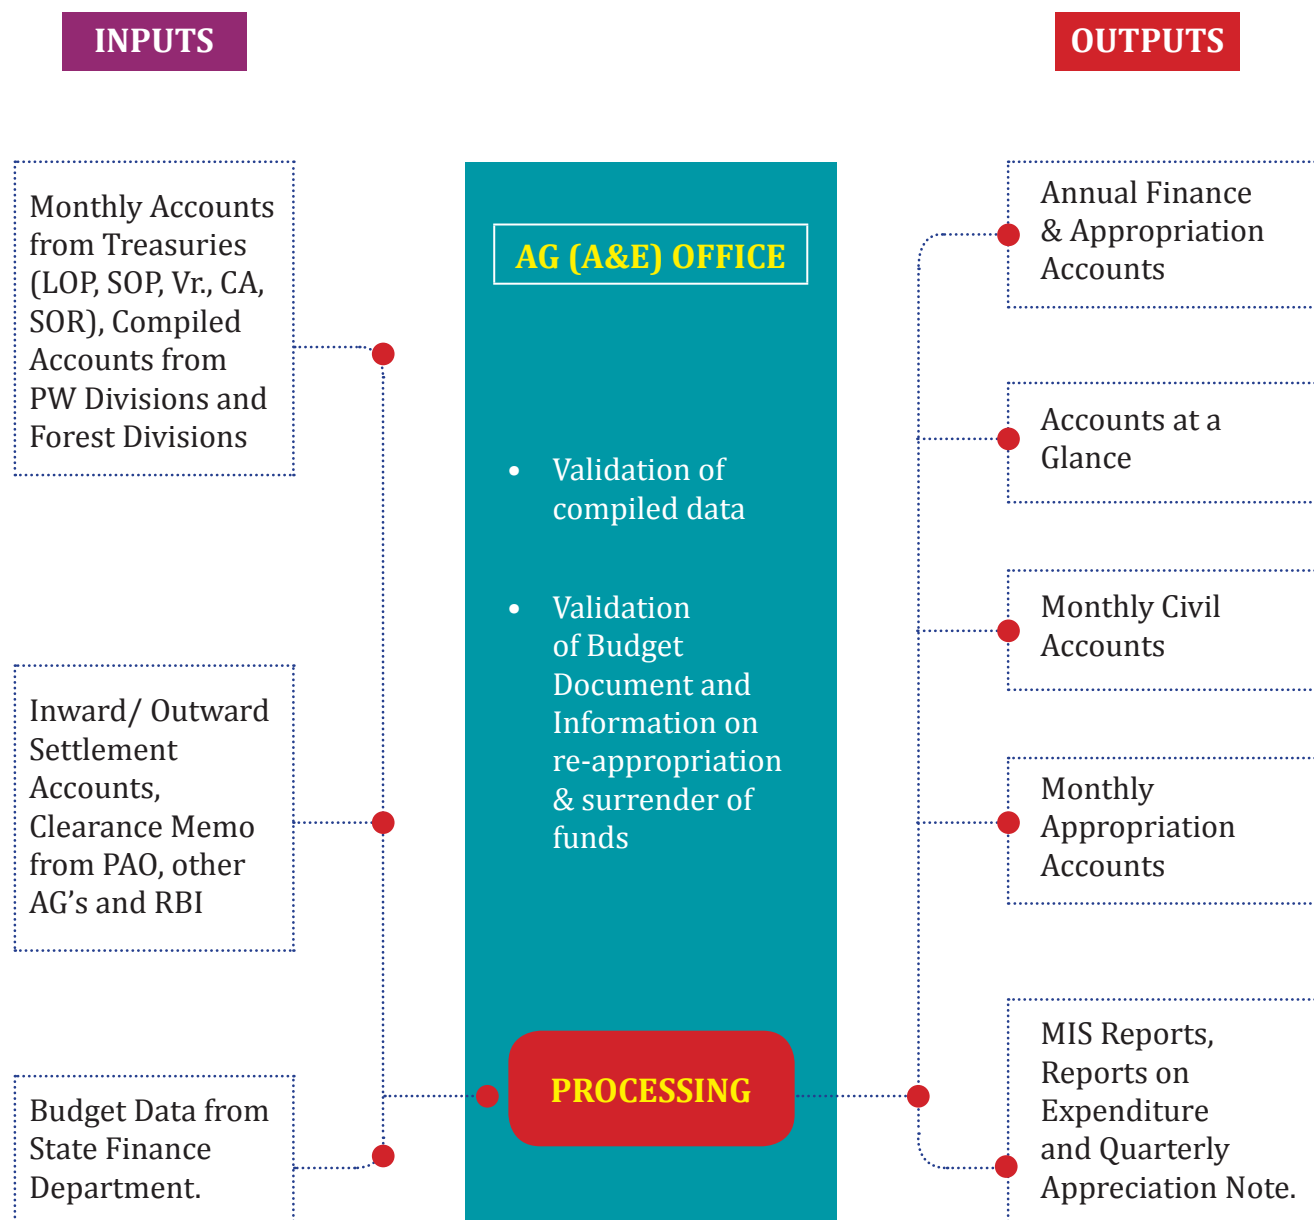 INPUTS
Monthly Accounts
from Treasuries
(LOP, SOP, Vr., CA,
SOR), Compiled
Accounts from
PW Divisions and
Forest Divisions
Inward/ Outward
Settlement
Accounts,
Clearance Memo
from PAO, other
AG’s and RBI
Budget Data from
State Finance
Department.
AG (A&E) OFFICE
• Validation of
compiled data
• Validation
of Budget
Document and
Information on
re-appropriation
& surrender of
funds
PROCESSING
OUTPUTS
Annual Finance
& Appropriation
Accounts
Accounts at a
Glance
Monthly Civil
Accounts
Monthly
Appropriation
Accounts
MIS Reports,
Reports on
Expenditure
and Quarterly
Appreciation Note.